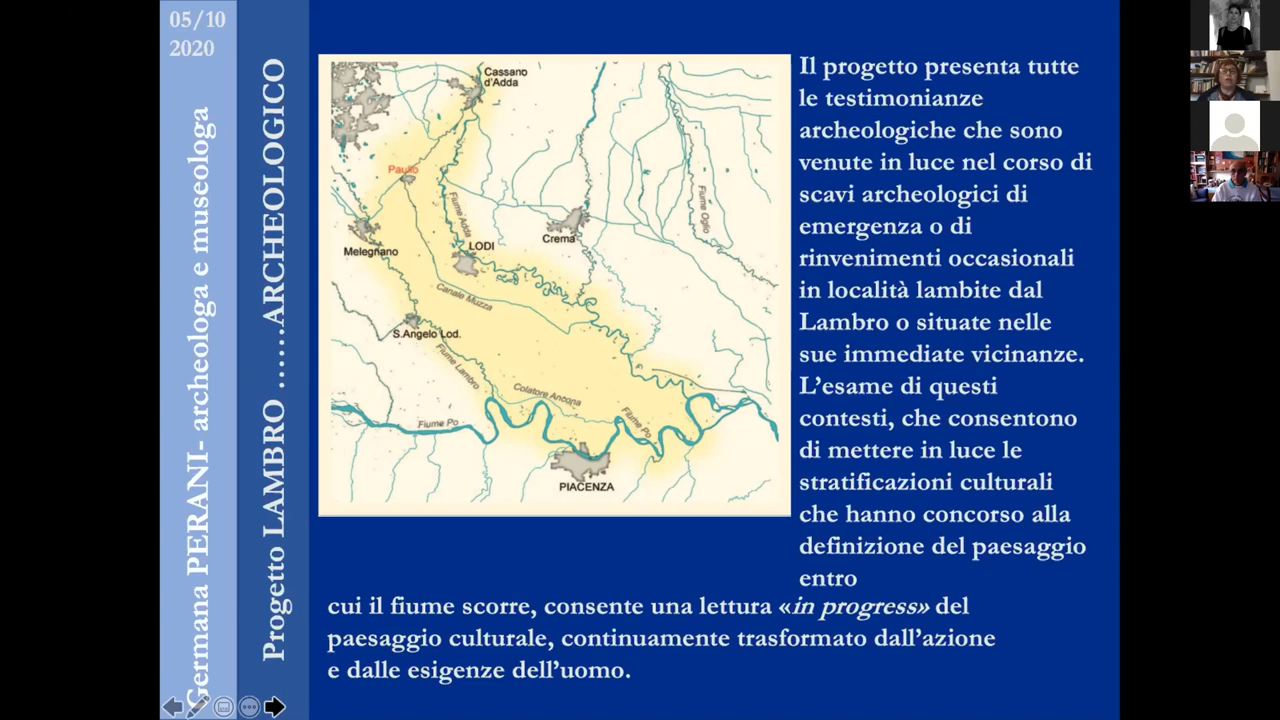 05/10
2020
Germana PERANI- archeologa e museologa
Progetto LAMBRO ……ARCHEOLOGICO
Cassano
d'Adda
Paullo
Fiume Adda
Fiume Oglio
Crema
Melegnano
LODI
Canale Muzza
S.Angelo Lod.
Fiume Lambro
Colatore Ancona
Fiume Po
Fiume Po
PIACENZA
Il progetto presenta tutte
le testimonianze
archeologiche che sono
venute in luce nel corso di
scavi archeologici di
emergenza o di
rinvenimenti occasionali
in località lambite dal
Lambro o situate nelle
sue immediate vicinanze.
L’esame di questi
contesti, che consentono
di mettere in luce le
stratificazioni culturali
che hanno concorso alla
definizione del paesaggio
entro
cui il fiume scorre, consente una lettura «in progress» del
paesaggio culturale, continuamente trasformato dall’azione
e dalle esigenze dell’uomo.